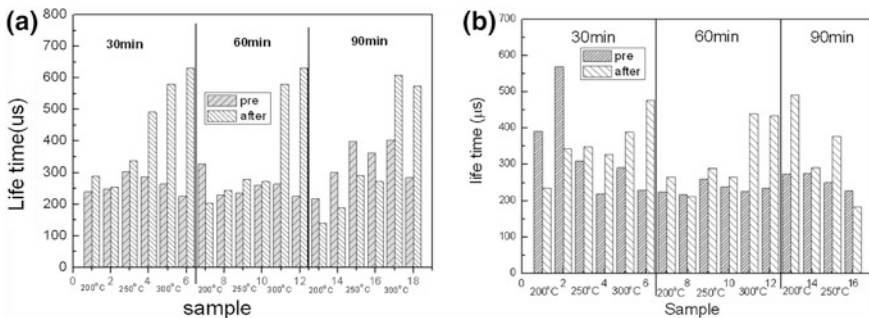 (a)
800
700
600
500
400
300
200
100
0
Life time(us)
30min
60min
90min
pre
after
0 2 4 6 8 10 12 14 16 18
200°C 250°C 300°C 200°C 250°C 300°C 200°C 250°C 300°C
sample
(b)
700
600
500
400
300
200
100
0
life time (μs)
30min
60min
90min
pre
after
0 2 4 6 8 10 12 14 16
200°C 250°C 300°C 200°C 250°C 300°C 200°C 250°C
Sample